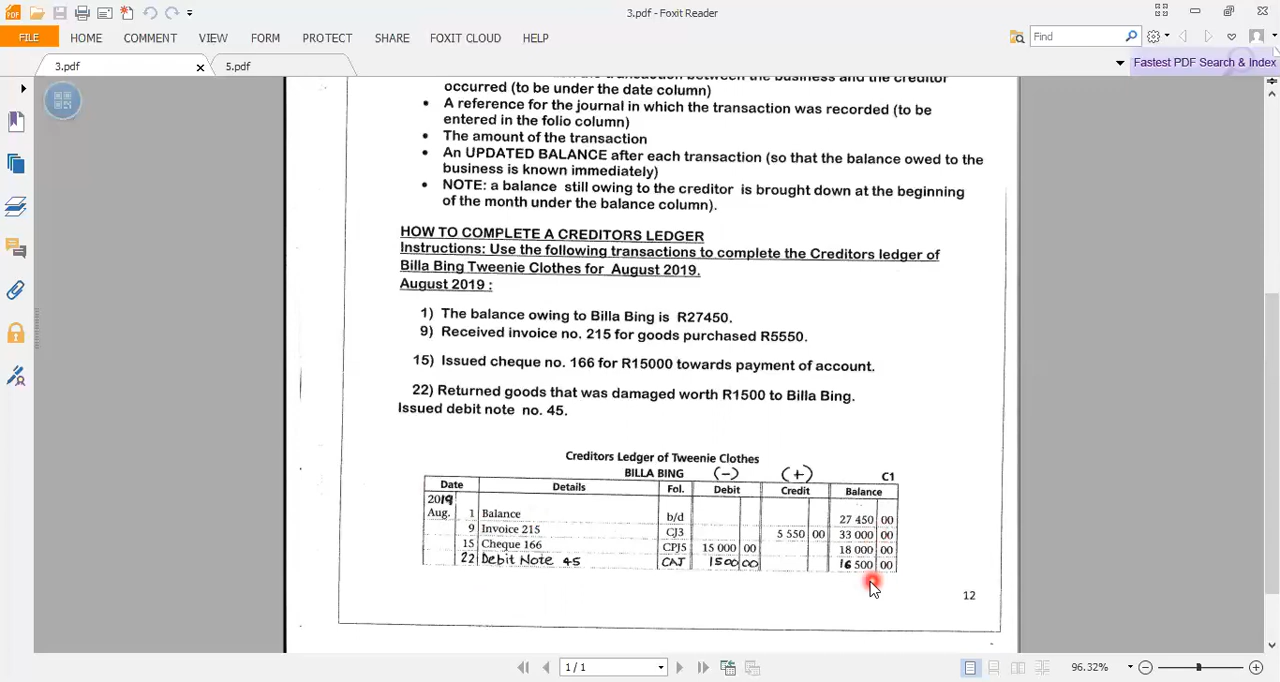 3.pdf - Foxit Reader
FILE HOME COMMENT VIEW FORM PROTECT SHARE FOXIT CLOUD HELP
Find
3.pdf 5.pdf
Fastest PDF Search & Index
the transaction between the business and the creditor
occurred (to be under the date column)
• A reference for the journal in which the transaction was recorded (to be
entered in the folio column)
• The amount of the transaction
• An UPDATED BALANCE after each transaction (so that the balance owed to the
business is known immediately)
• NOTE: a balance still owing to the creditor is brought down at the beginning
of the month under the balance column).
HOW TO COMPLETE A CREDITORS LEDGER
Instructions: Use the following transactions to complete the Creditors ledger of
Billa Bing Tweenie Clothes for August 2019.
August 2019 :
1) The balance owing to Billa Bing is R27450.
9) Received invoice no. 215 for goods purchased R5550.
15) Issued cheque no. 166 for R15000 towards payment of account.
22) Returned goods that was damaged worth R1500 to Billa Bing.
Issued debit note no. 45.
Creditors Ledger of Tweenie Clothes
BILLA BING (-) (+) C1
Date Details Fol. Debit Credit Balance
2019
Aug. 1 Balance b/d 27 450 00
9 Invoice 215 CJ3 5 550 00 33 000 00
15 Cheque 166 CPJ5 15 000 00 18 000 00
22 Debit Note 45 CAJ 1500 00 16 500 00
12
1 / 1
96.32%